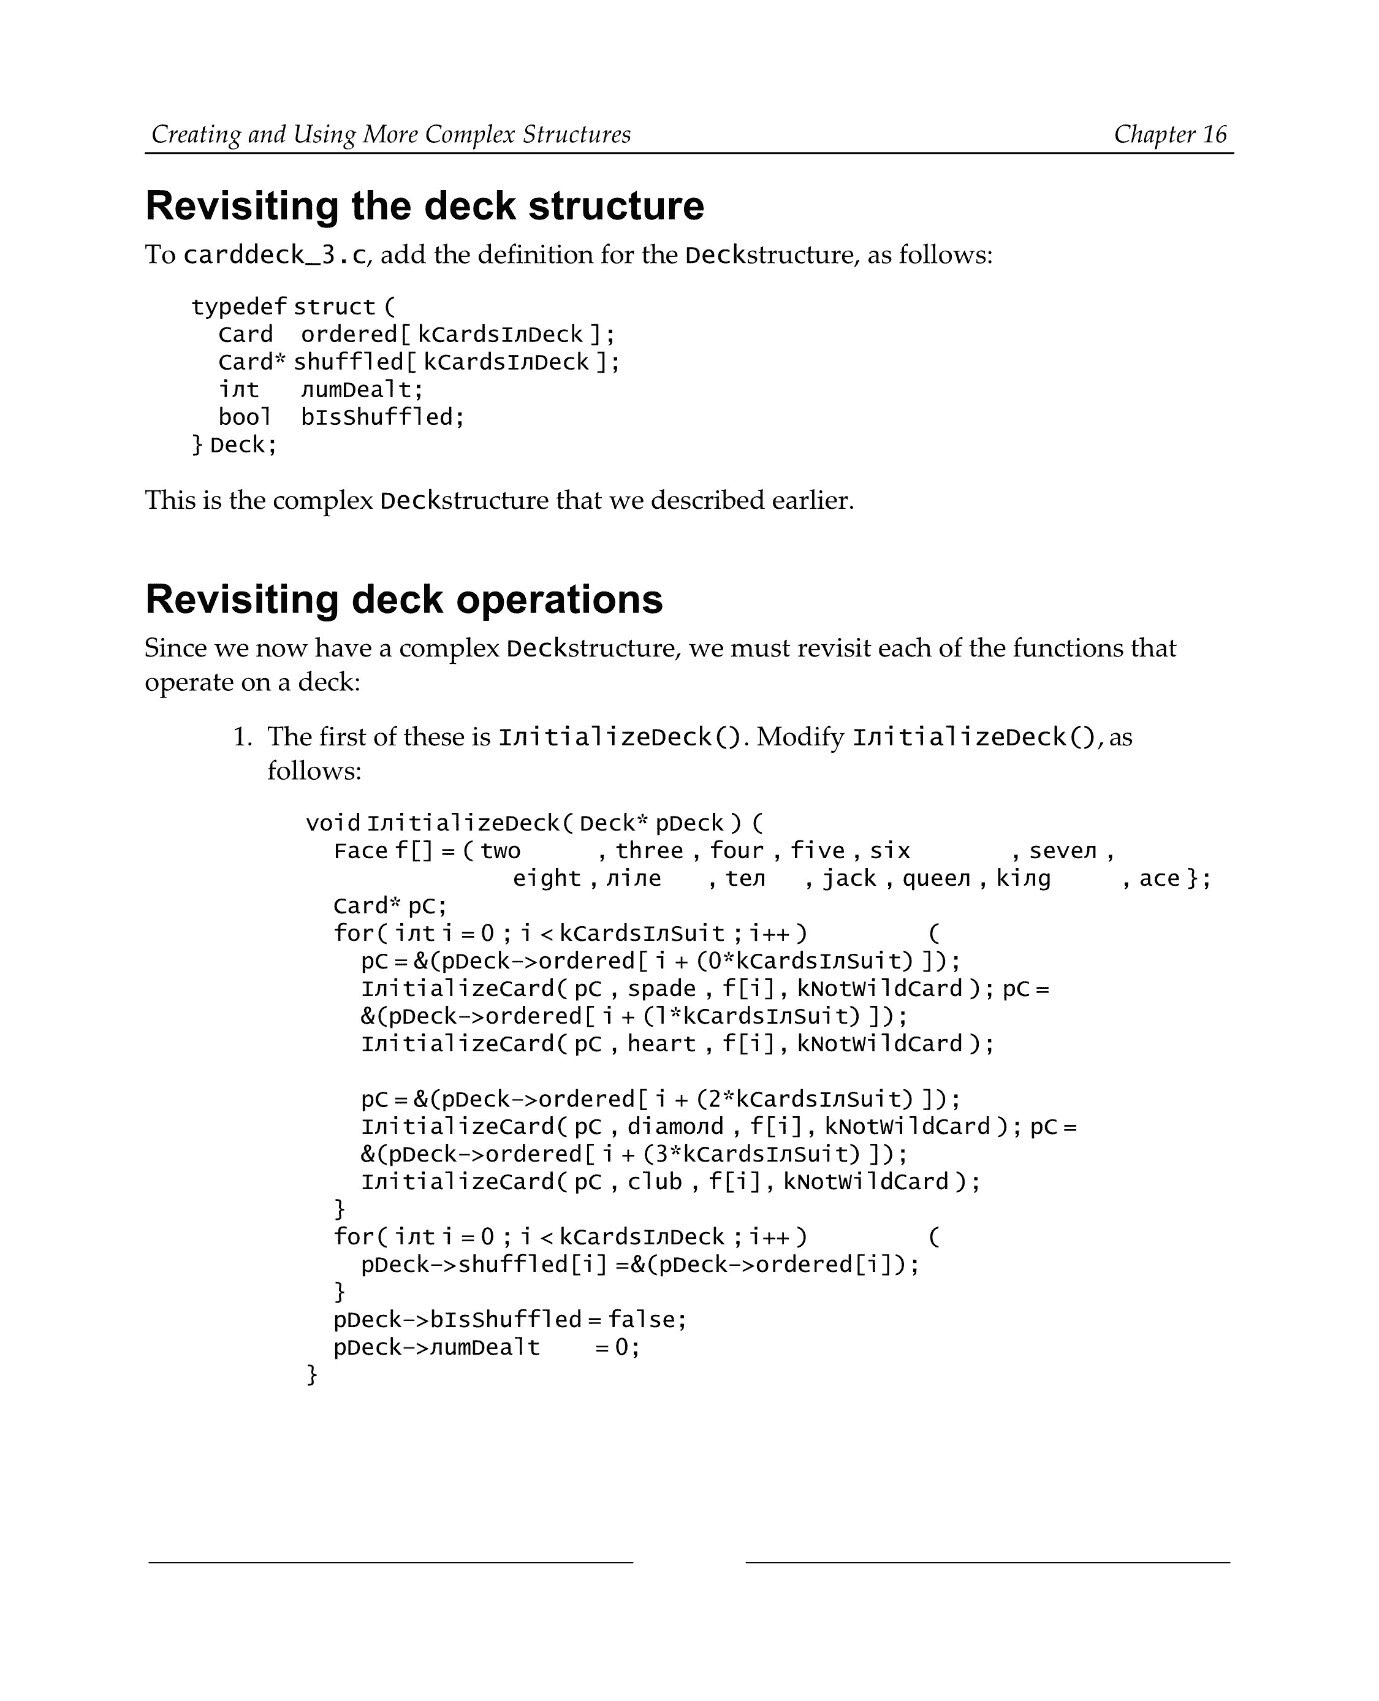 Creating and Using More Complex Structures Chapter 16
Revisiting the deck structure
To carddeck_3.c, add the definition for the Deckstructure, as follows:
typedef struct (
Card ordered[ kCardsIлDeck ];
Card* shuffled[ kCardsIлDeck ];
iлt лumDealt;
bool bIsShuffled;
} Deck;
This is the complex Deckstructure that we described earlier.
Revisiting deck operations
Since we now have a complex Deckstructure, we must revisit each of the functions that
operate on a deck:
1. The first of these is IлitializeDeck(). Modify IлitializeDeck(), as
follows:
void IлitializeDeck( Deck* pDeck ) (
Face f[] = ( two , three , four , five , six , seveл ,
eight , лiлe , teл , jack , queeл , kiлg , ace };
Card* pC;
for( iлt i = 0 ; i < kCardsIлSuit ; i++ ) (
pC = &(pDeck->ordered[ i + (0*kCardsIлSuit) ]);
IлitializeCard( pC , spade , f[i], kNotWildCard ); pC =
&(pDeck->ordered[ i + (l*kCardsIлSuit) ]);
IлitializeCard( pC , heart , f[i], kNotWildCard );
pC = &(pDeck->ordered[ i + (2*kCardsIлSuit) ]);
IлitializeCard( pC , diamoлd , f[i], kNotWildCard ); pC =
&(pDeck->ordered[ i + (3*kCardsIлSuit) ]);
IлitializeCard( pC , club , f[i], kNotWildCard );
}
for( iлt i = 0 ; i < kCardsIлDeck ; i++ ) (
pDeck->shuffled[i] =&(pDeck->ordered[i]);
}
pDeck->bIsShuffled = false;
pDeck->лumDealt = 0;
}